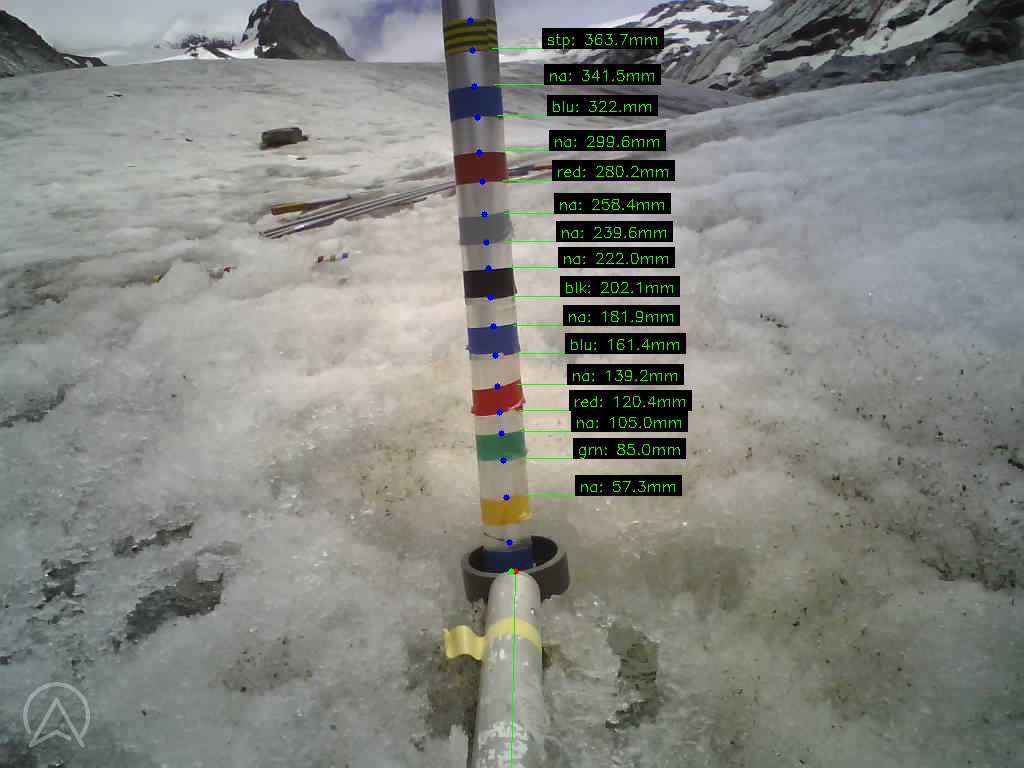 stp: 363.7mm
na: 341.5mm
blu: 322.mm
na: 299.6mm
red: 280.2mm
na: 258.4mm
na: 239.6mm
na: 222.0mm
blk: 202.1mm
na: 181.9mm
blu: 161.4mm
na: 139.2mm
red: 120.4mm
na: 105.0mm
grn: 85.0mm
na: 57.3mm